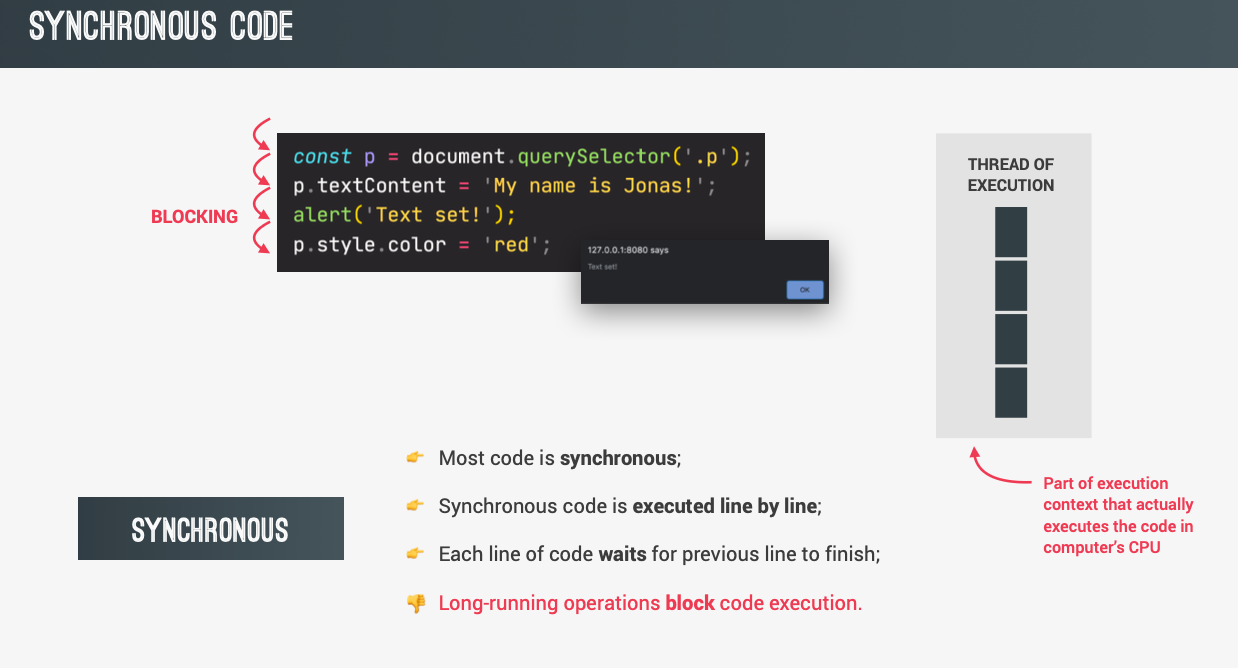 SYNCHRONOUS CODE
const p = document.querySelector('.p');
p.textContent = 'My name is Jonas!';
alert('Text set!');
p.style.color = 'red';
BLOCKING
127.0.0.1:8080 says
Text set!
OK
THREAD OF
EXECUTION
Part of execution
context that actually
executes the code in
computer's CPU
SYNCHRONOUS
👉 Most code is synchronous;
👉 Synchronous code is executed line by line;
👉 Each line of code waits for previous line to finish;
👎 Long-running operations block code execution.